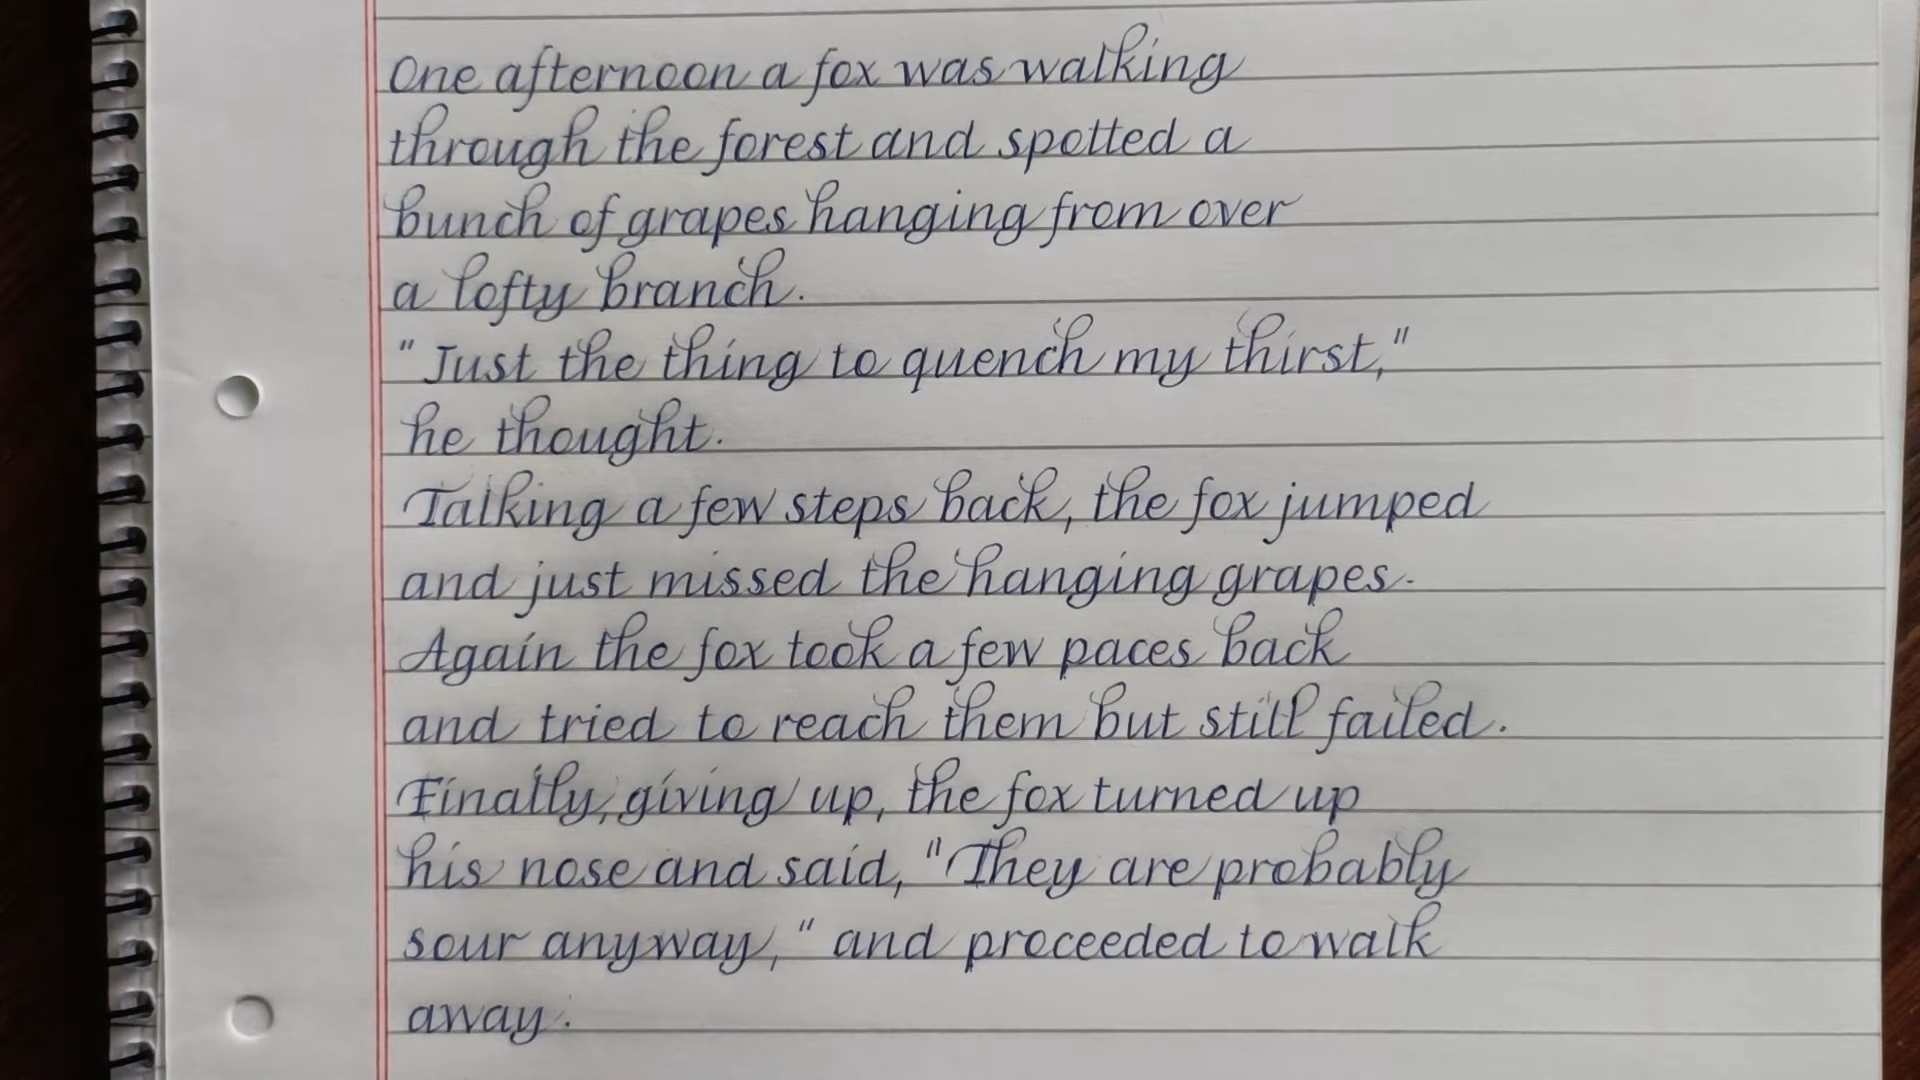 One afternoon a fox was walking
through the forest and spotted a
bunch of grapes hanging from over
a lofty branch.
"Just the thing to quench my thirst,"
he thought.
Talking a few steps back, the fox jumped
and just missed the hanging grapes.
Again the fox took a few paces back
and tried to reach them but still failed.
Finally, giving up, the fox turned up
his nose and said, "They are probably
sour anyway," and proceeded to walk
away.